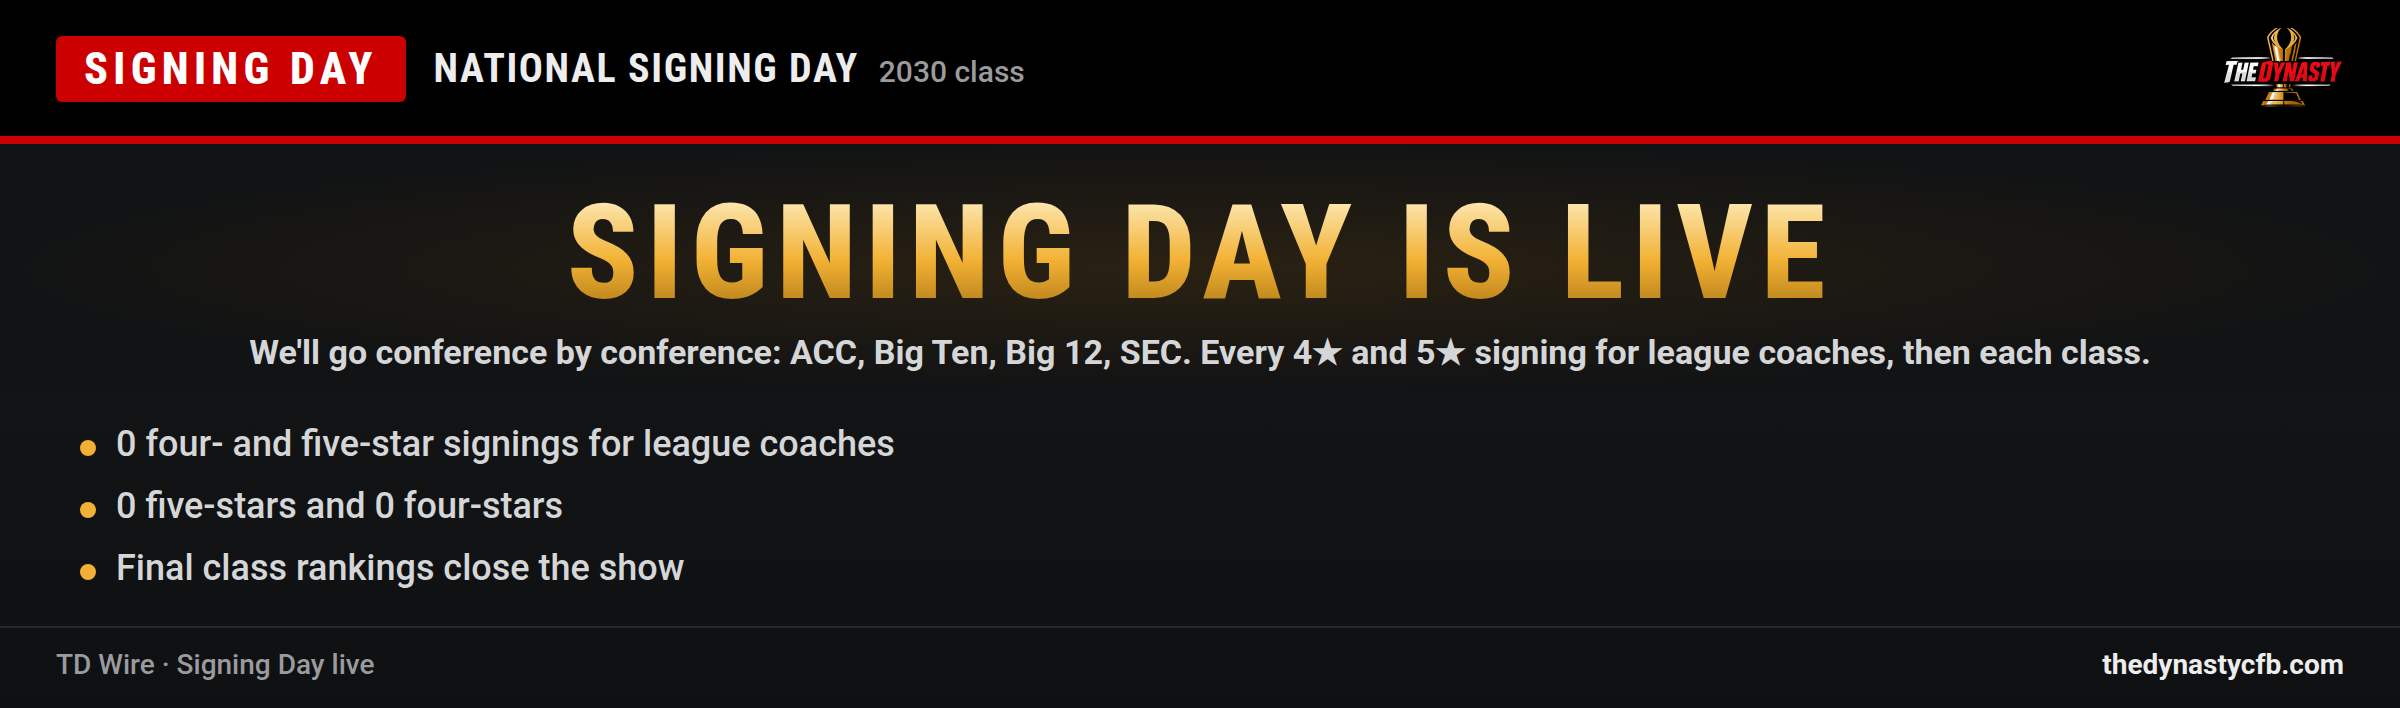 SIGNING DAY NATIONAL SIGNING DAY 2030 class
THE DYNASTY
SIGNING DAY IS LIVE
We'll go conference by conference: ACC, Big Ten, Big 12, SEC. Every 4★ and 5★ signing for league coaches, then each class.
0 four- and five-star signings for league coaches
0 five-stars and 0 four-stars
Final class rankings close the show
TD Wire · Signing Day live
thedynastycfb.com